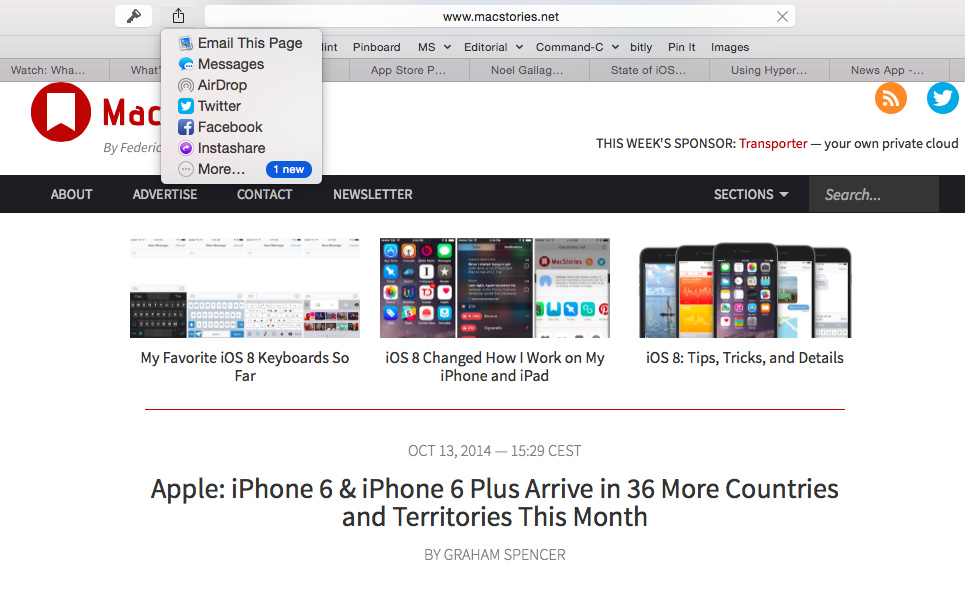 www.macstories.net
Email This Page
Messages
AirDrop
Twitter
Facebook
Instashare
More…
1 new
Pinboard
MS
Editorial
Command-C
bitly
Pin It
Images
Watch: Wha…
What'
App Store P…
Noel Gallag…
State of iOS…
Using Hyper…
News App -…
Mac
By Federic
THIS WEEK'S SPONSOR: Transporter — your own private cloud
ABOUT
ADVERTISE
CONTACT
NEWSLETTER
SECTIONS
Search...
My Favorite iOS 8 Keyboards So
Far
iOS 8 Changed How I Work on My
iPhone and iPad
iOS 8: Tips, Tricks, and Details
OCT 13, 2014 — 15:29 CEST
Apple: iPhone 6 & iPhone 6 Plus Arrive in 36 More Countries
and Territories This Month
BY GRAHAM SPENCER